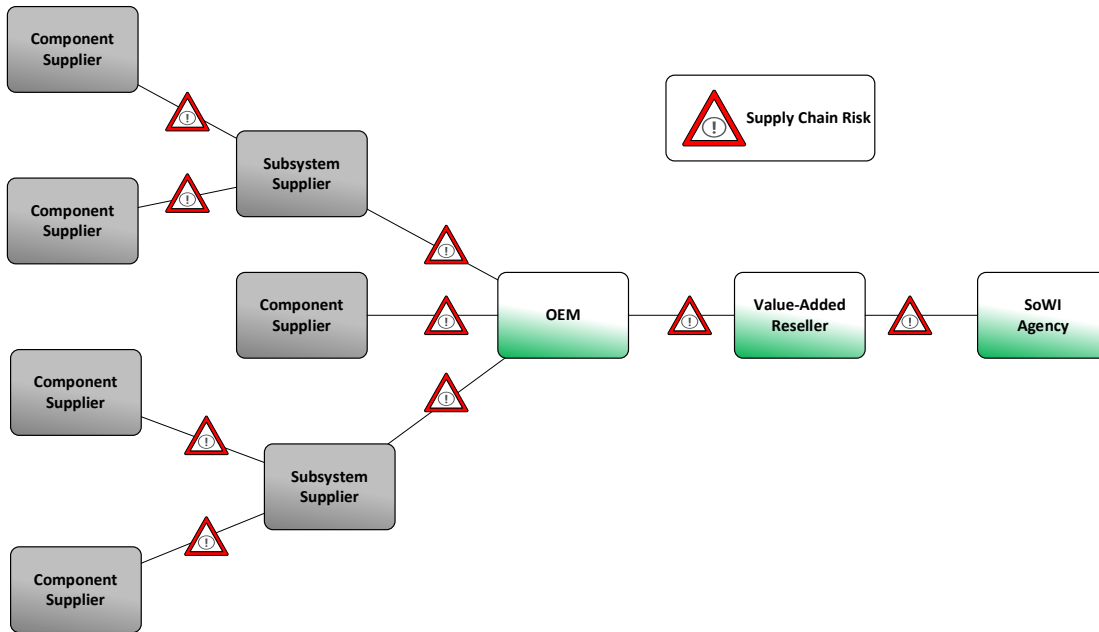 Component
Supplier
Supply Chain Risk
Subsystem
Supplier
Component
Supplier
Component
Supplier
OEM
Value-Added
Reseller
SoWI
Agency
Component
Supplier
Subsystem
Supplier
Component
Supplier